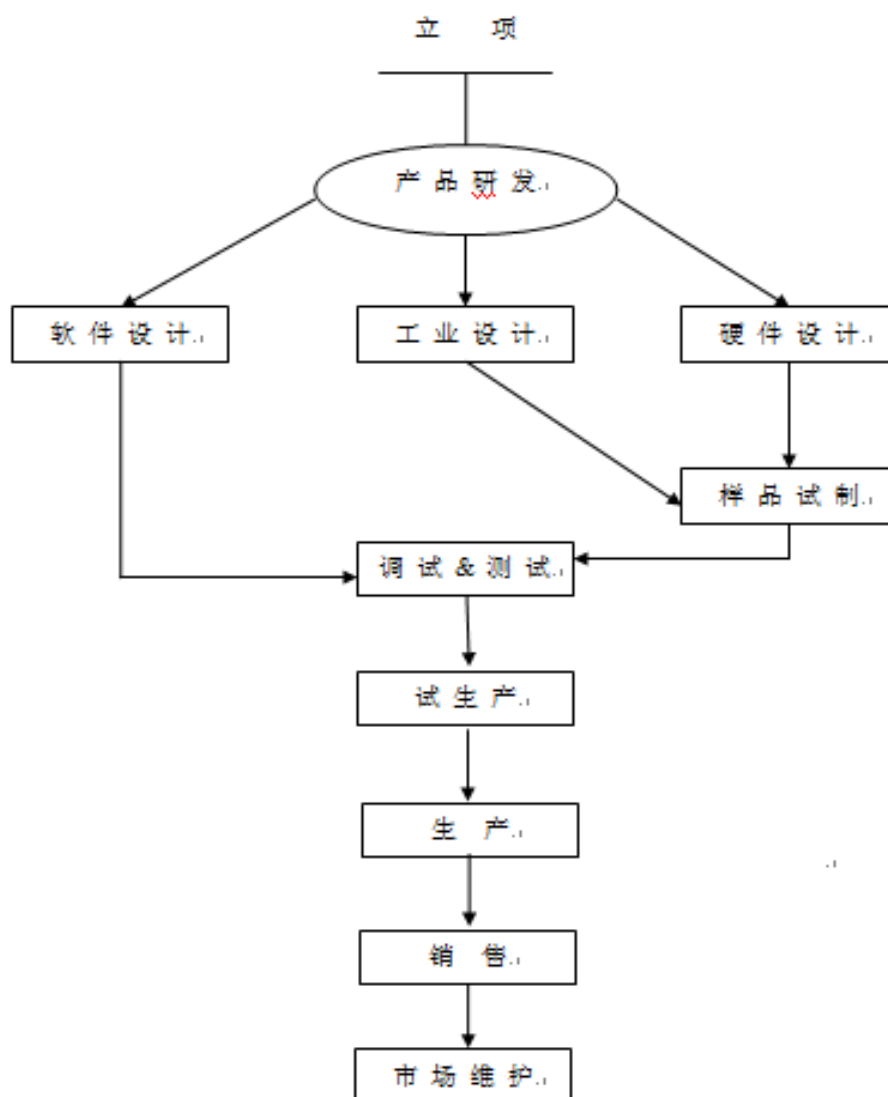 立 项
产 品 研 发
软 件 设 计
工 业 设 计
硬 件 设 计
样 品 试 制
调 试 & 测 试
试 生 产
生 产
销 售
市 场 维 护